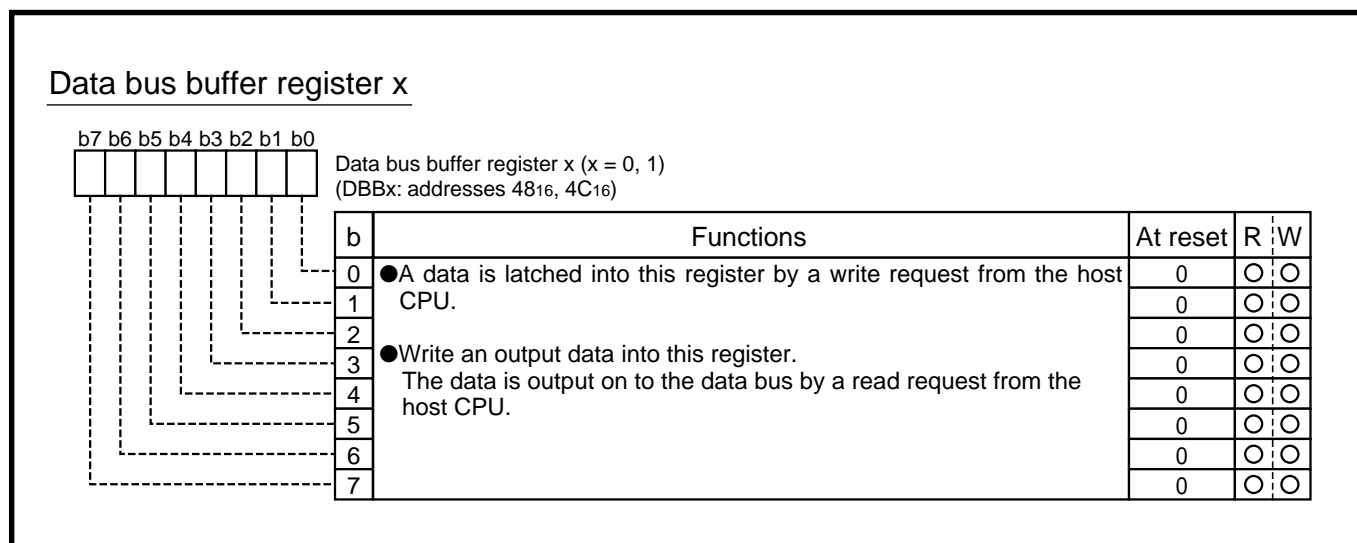 Data bus buffer register x
b7 b6 b5 b4 b3 b2 b1 b0
Data bus buffer register x (x = 0, 1)
(DBBx: addresses 4816, 4C16)
b Functions At reset R W
0 ●A data is latched into this register by a write request from the host 0 ○ ○
1 CPU. 0 ○ ○
2 0 ○ ○
3 ●Write an output data into this register. 0 ○ ○
4 The data is output on to the data bus by a read request from the 0 ○ ○
5 host CPU. 0 ○ ○
6 0 ○ ○
7 0 ○ ○